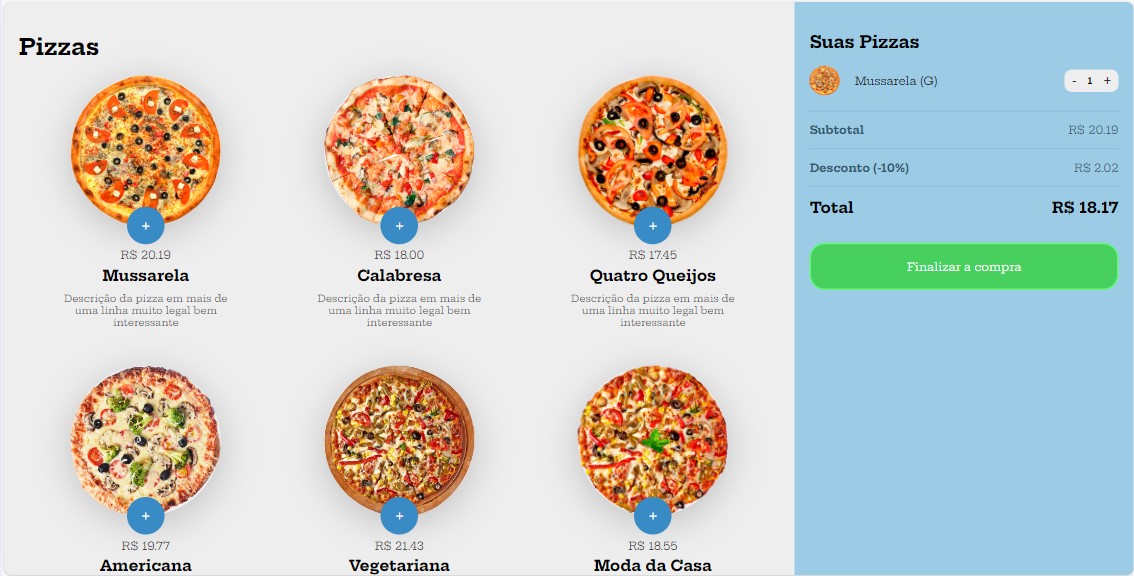 Pizzas
+
R$ 20.19
Mussarela
Descrição da pizza em mais de
uma linha muito legal bem
interessante
+
R$ 18.00
Calabresa
Descrição da pizza em mais de
uma linha muito legal bem
interessante
+
R$ 17.45
Quatro Queijos
Descrição da pizza em mais de
uma linha muito legal bem
interessante
+
R$ 19.77
Americana
+
R$ 21.43
Vegetariana
+
R$ 18.55
Moda da Casa
Suas Pizzas
Mussarela (G) - 1 +
Subtotal R$ 20.19
Desconto (-10%) R$ 2.02
Total R$ 18.17
Finalizar a compra